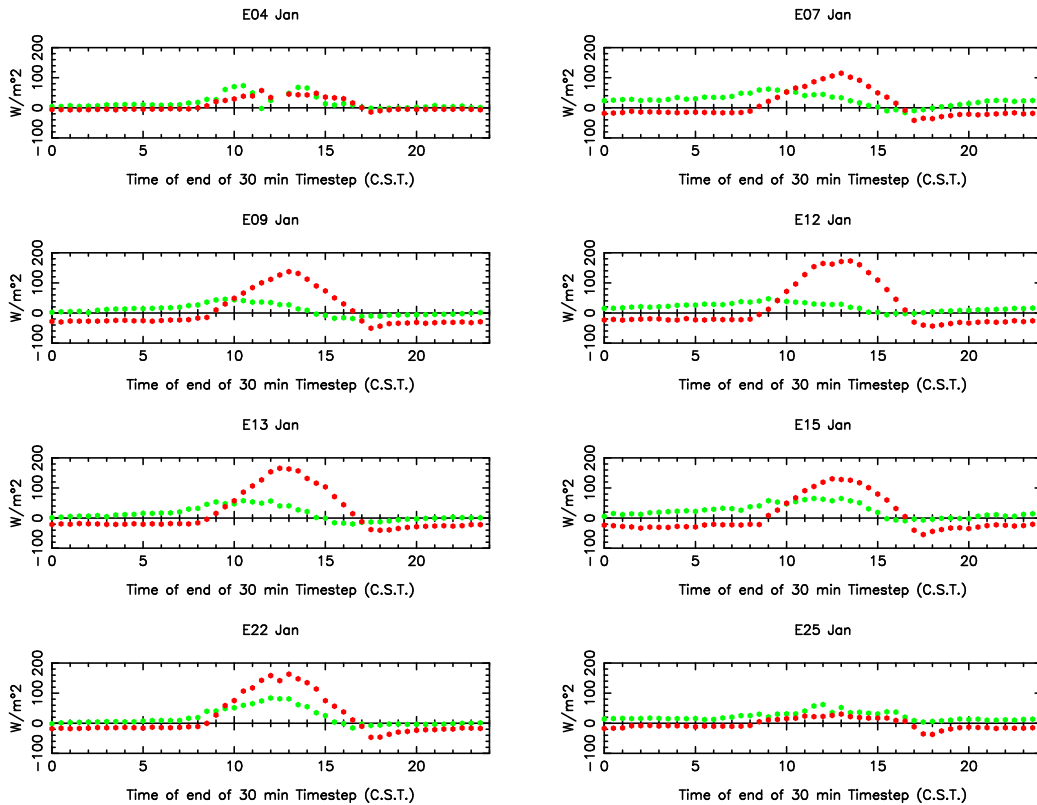 E04 Jan
W/m^2
-100 0 100 200
0 5 10 15 20
Time of end of 30 min Timestep (C.S.T.)
E07 Jan
W/m^2
-100 0 100 200
0 5 10 15 20
Time of end of 30 min Timestep (C.S.T.)
E09 Jan
W/m^2
-100 0 100 200
0 5 10 15 20
Time of end of 30 min Timestep (C.S.T.)
E12 Jan
W/m^2
-100 0 100 200
0 5 10 15 20
Time of end of 30 min Timestep (C.S.T.)
E13 Jan
W/m^2
-100 0 100 200
0 5 10 15 20
Time of end of 30 min Timestep (C.S.T.)
E15 Jan
W/m^2
-100 0 100 200
0 5 10 15 20
Time of end of 30 min Timestep (C.S.T.)
E22 Jan
W/m^2
-100 0 100 200
0 5 10 15 20
Time of end of 30 min Timestep (C.S.T.)
E25 Jan
W/m^2
-100 0 100 200
0 5 10 15 20
Time of end of 30 min Timestep (C.S.T.)